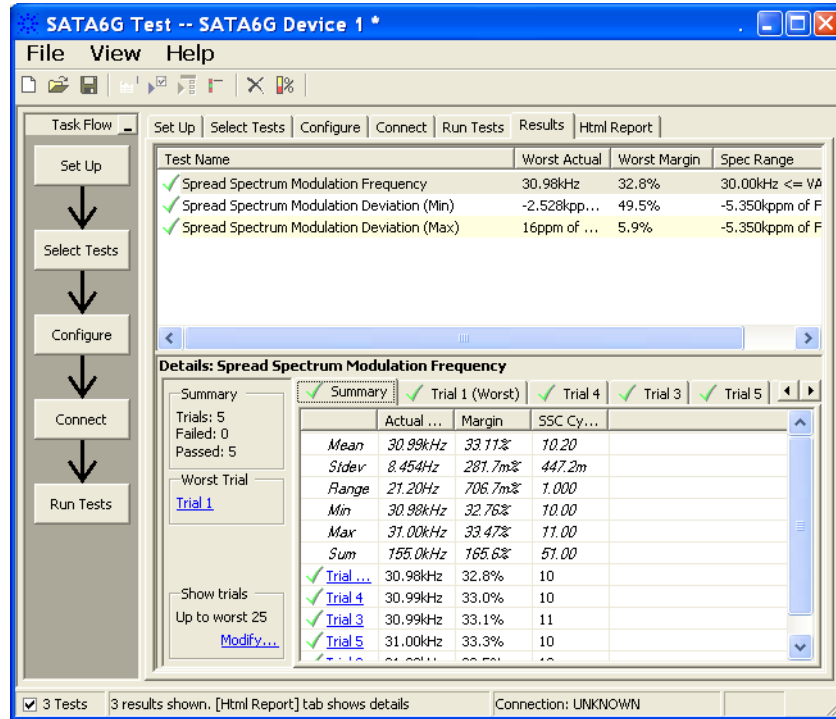 SATA6G Test -- SATA6G Device 1 *
File View Help
Task Flow
Set Up
Select Tests
Configure
Connect
Run Tests
Set Up Select Tests Configure Connect Run Tests Results Html Report
Test Name Worst Actual Worst Margin Spec Range
Spread Spectrum Modulation Frequency 30.98kHz 32.8% 30.00kHz <= VA
Spread Spectrum Modulation Deviation (Min) -2.528kpp... 49.5% -5.350kppm of F
Spread Spectrum Modulation Deviation (Max) 16ppm of ... 5.9% -5.350kppm of F
Details: Spread Spectrum Modulation Frequency
Summary
Trials: 5
Failed: 0
Passed: 5
Worst Trial
Trial 1
Show trials
Up to worst 25
Modify...
Summary Trial 1 (Worst) Trial 4 Trial 3 Trial 5
Actual ... Margin SSC Cy...
Mean 30.99kHz 33.11% 10.20
Stdev 8.454Hz 281.7m% 447.2m
Range 21.20Hz 706.7m% 1.000
Min 30.98kHz 32.76% 10.00
Max 31.00kHz 33.47% 11.00
Sum 155.0kHz 165.6% 51.00
Trial ... 30.98kHz 32.8% 10
Trial 4 30.99kHz 33.0% 10
Trial 3 30.99kHz 33.1% 11
Trial 5 31.00kHz 33.3% 10
3 Tests 3 results shown. [Html Report] tab shows details Connection: UNKNOWN